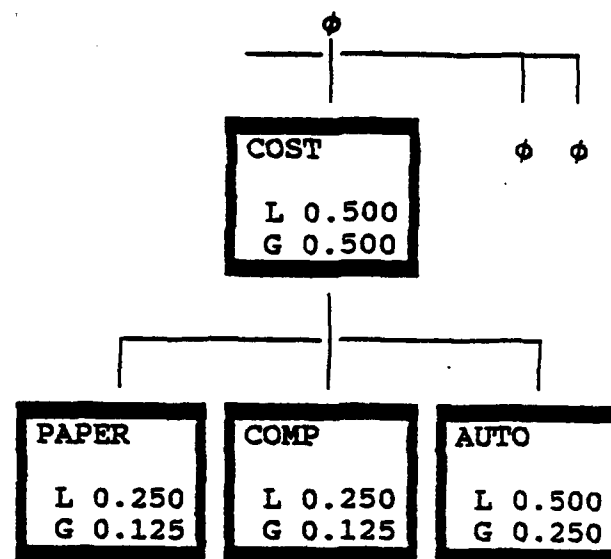 φ
COST φ φ
L 0.500
G 0.500
PAPER COMP AUTO
L 0.250 L 0.250 L 0.500
G 0.125 G 0.125 G 0.250